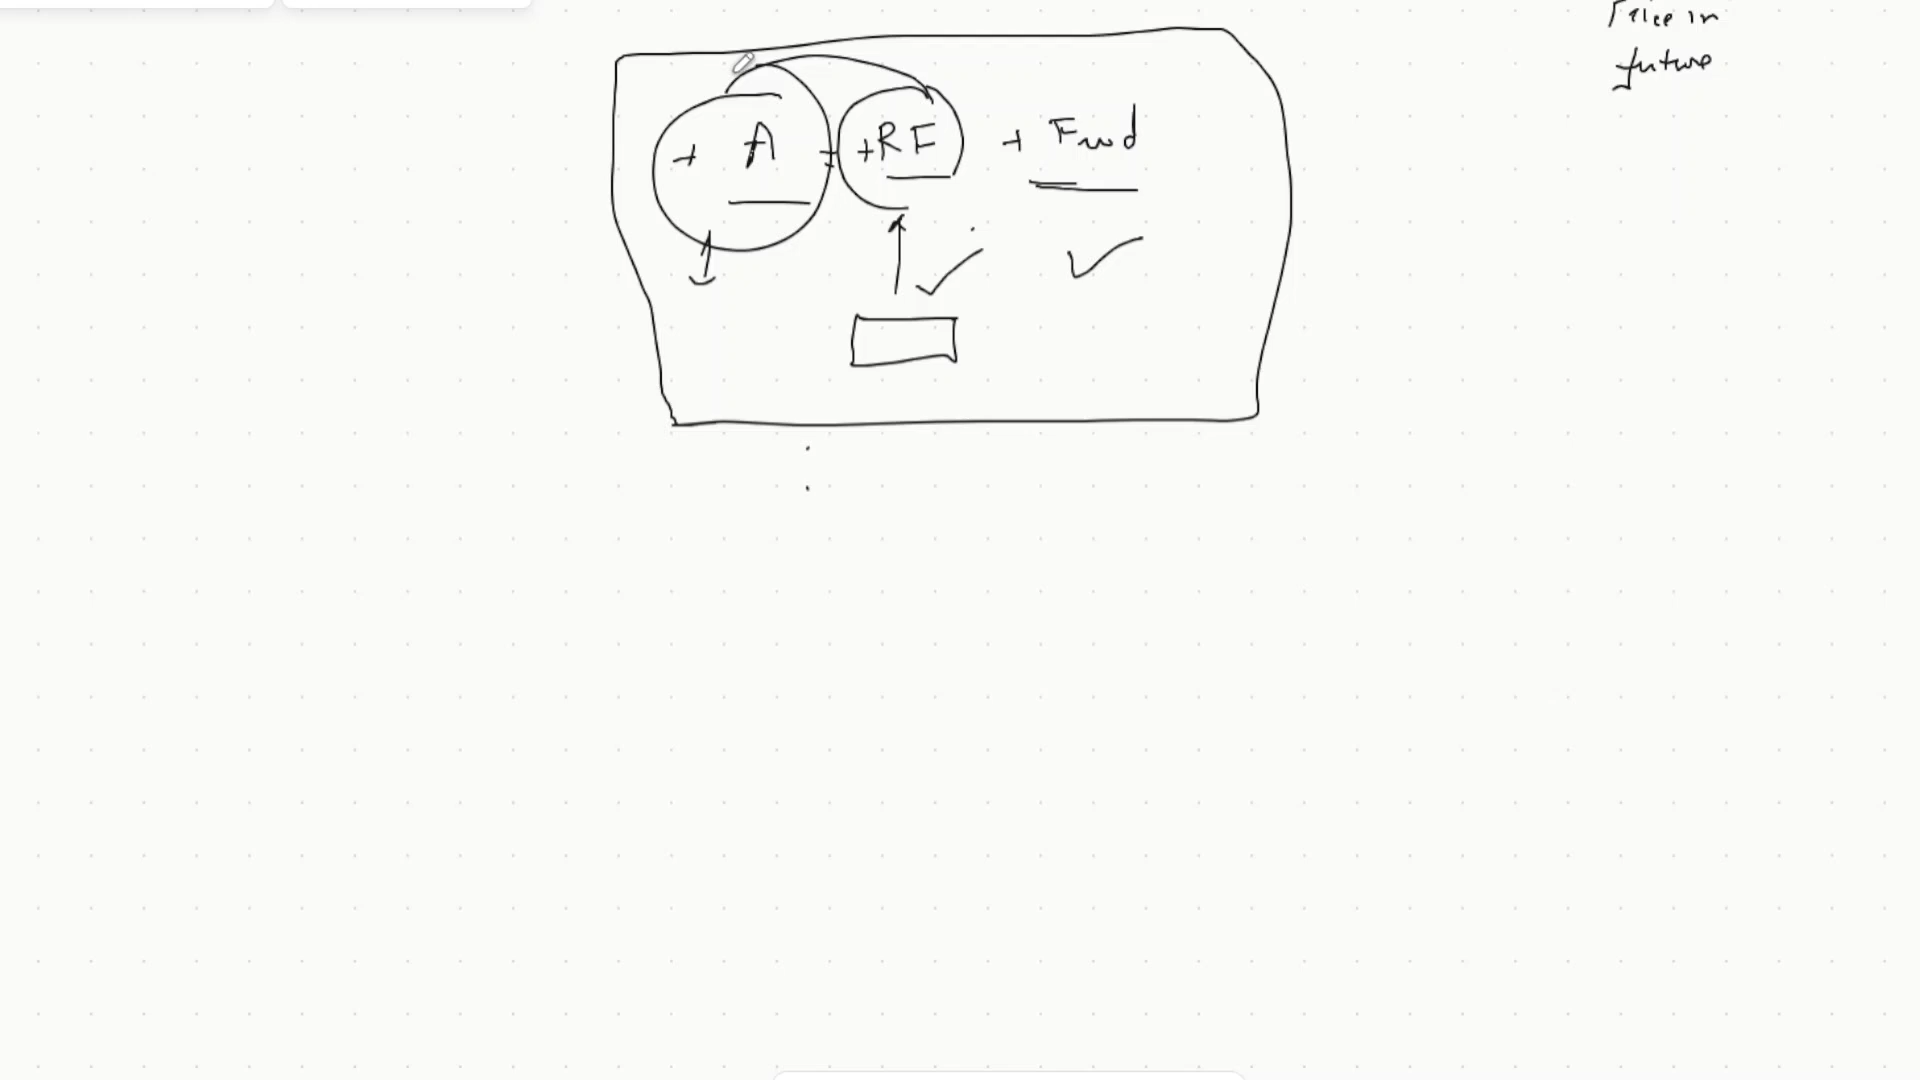 Price in
future
+ A = +RF + Fwd